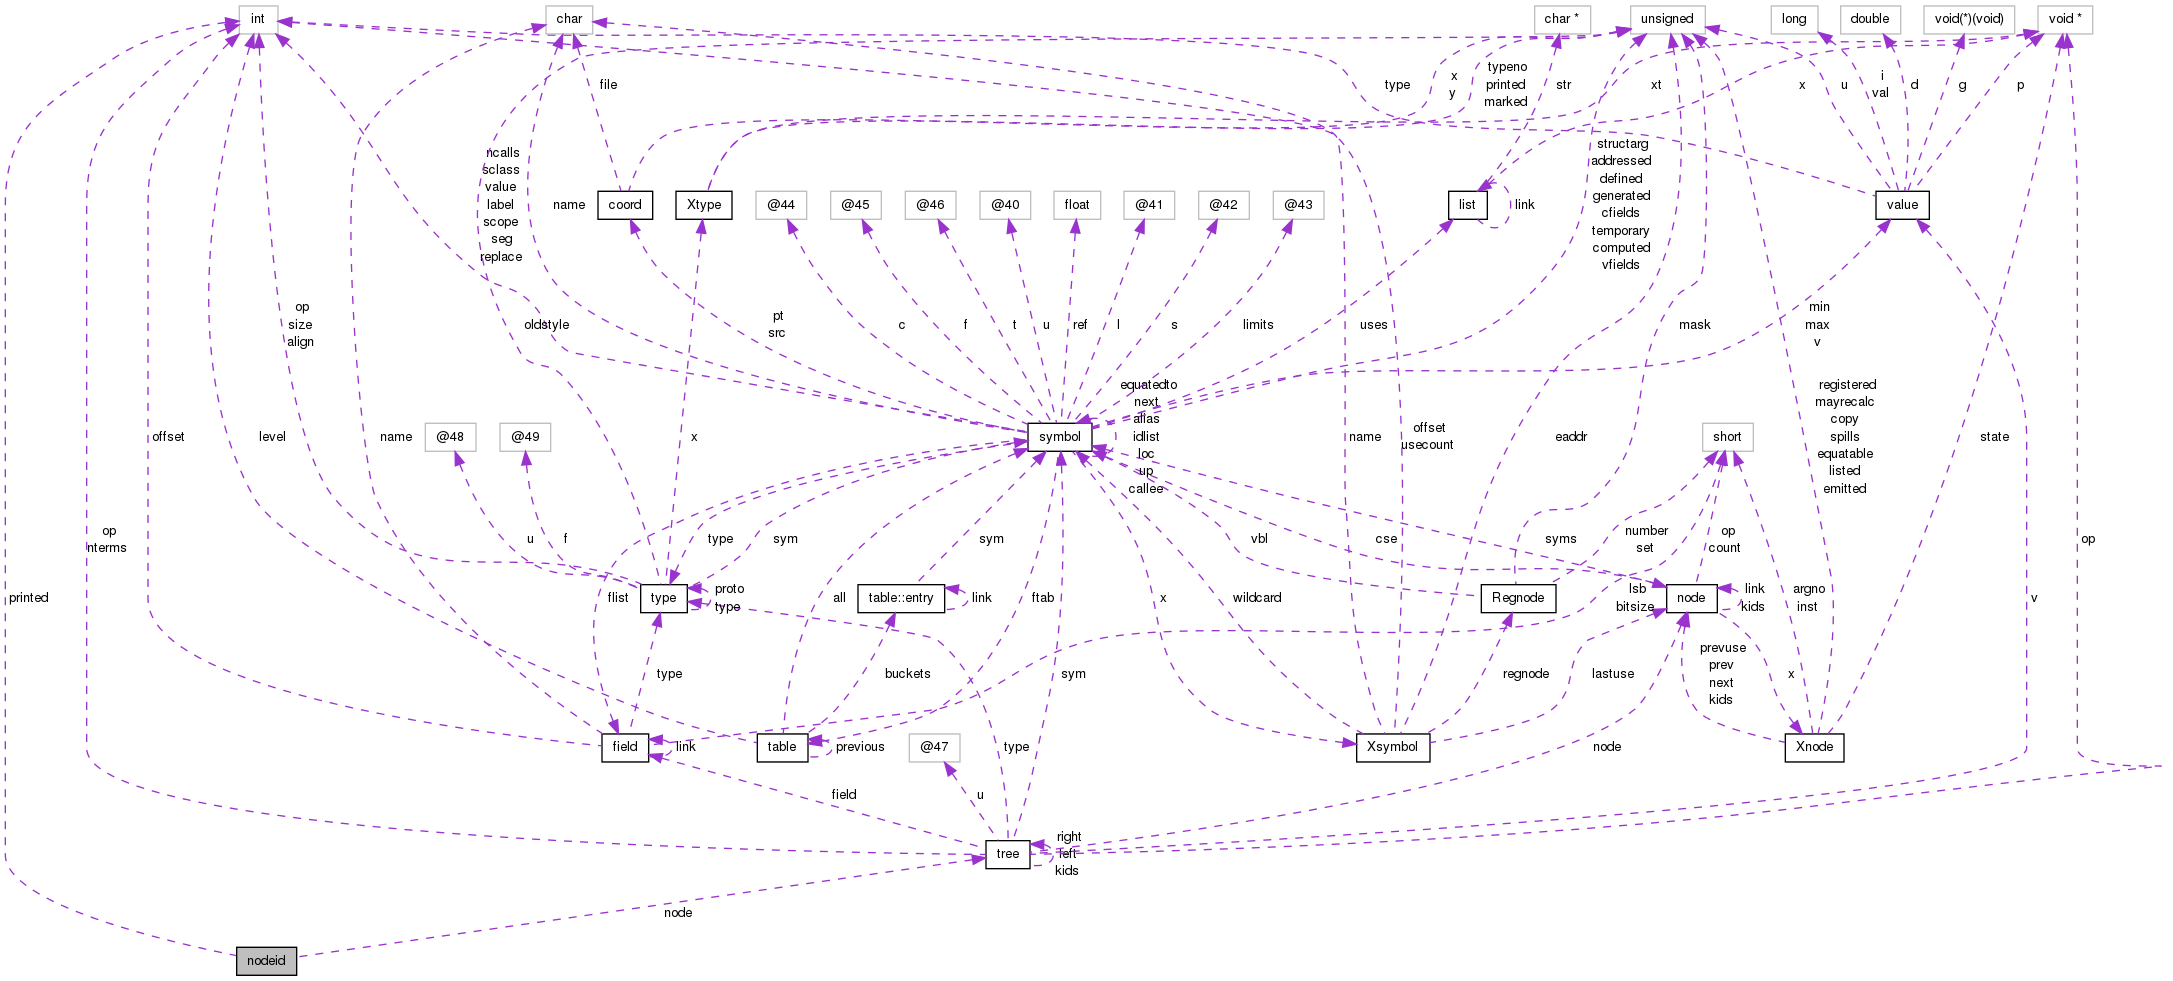 int
char
char *
unsigned
long
double
void(*)(void)
void *
file
type
x
y
typeno
printed
marked
str
xt
x
u
i
val
d
g
p
ncalls
sclass
value
label
scope
seg
replace
name
coord
Xtype
@44
@45
@46
@40
float
@41
@42
@43
list
link
structarg
addressed
defined
generated
cfields
temporary
computed
vfields
value
op
size
align
oldstyle
pt
src
c
f
t
u
ref
l
s
limits
uses
mask
min
max
v
offset
level
name
@48
@49
x
symbol
equatedto
next
alias
idlist
loc
up
callee
name
offset
usecount
eaddr
short
registered
mayrecalc
copy
spills
equatable
listed
emitted
state
op
nterms
u
f
type
sym
sym
vbl
cse
syms
number
set
op
count
op
printed
flist
type
proto
type
all
table::entry
link
ftab
x
wildcard
Regnode
lsb
bitsize
node
link
kids
argno
inst
v
type
buckets
sym
regnode
lastuse
prevuse
prev
next
kids
x
field
link
table
previous
@47
type
Xsymbol
node
Xnode
field
u
tree
right
left
kids
node
nodeid